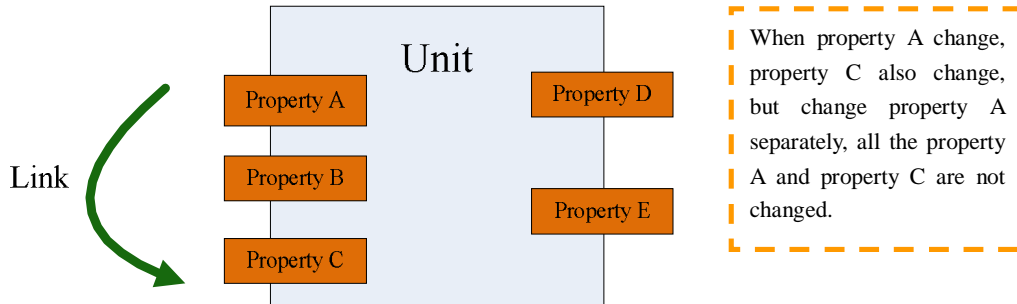 Unit
Property A
Property D
Link
Property B
Property E
Property C
When property A change,
property C also change,
but change property A
separately, all the property
A and property C are not
changed.